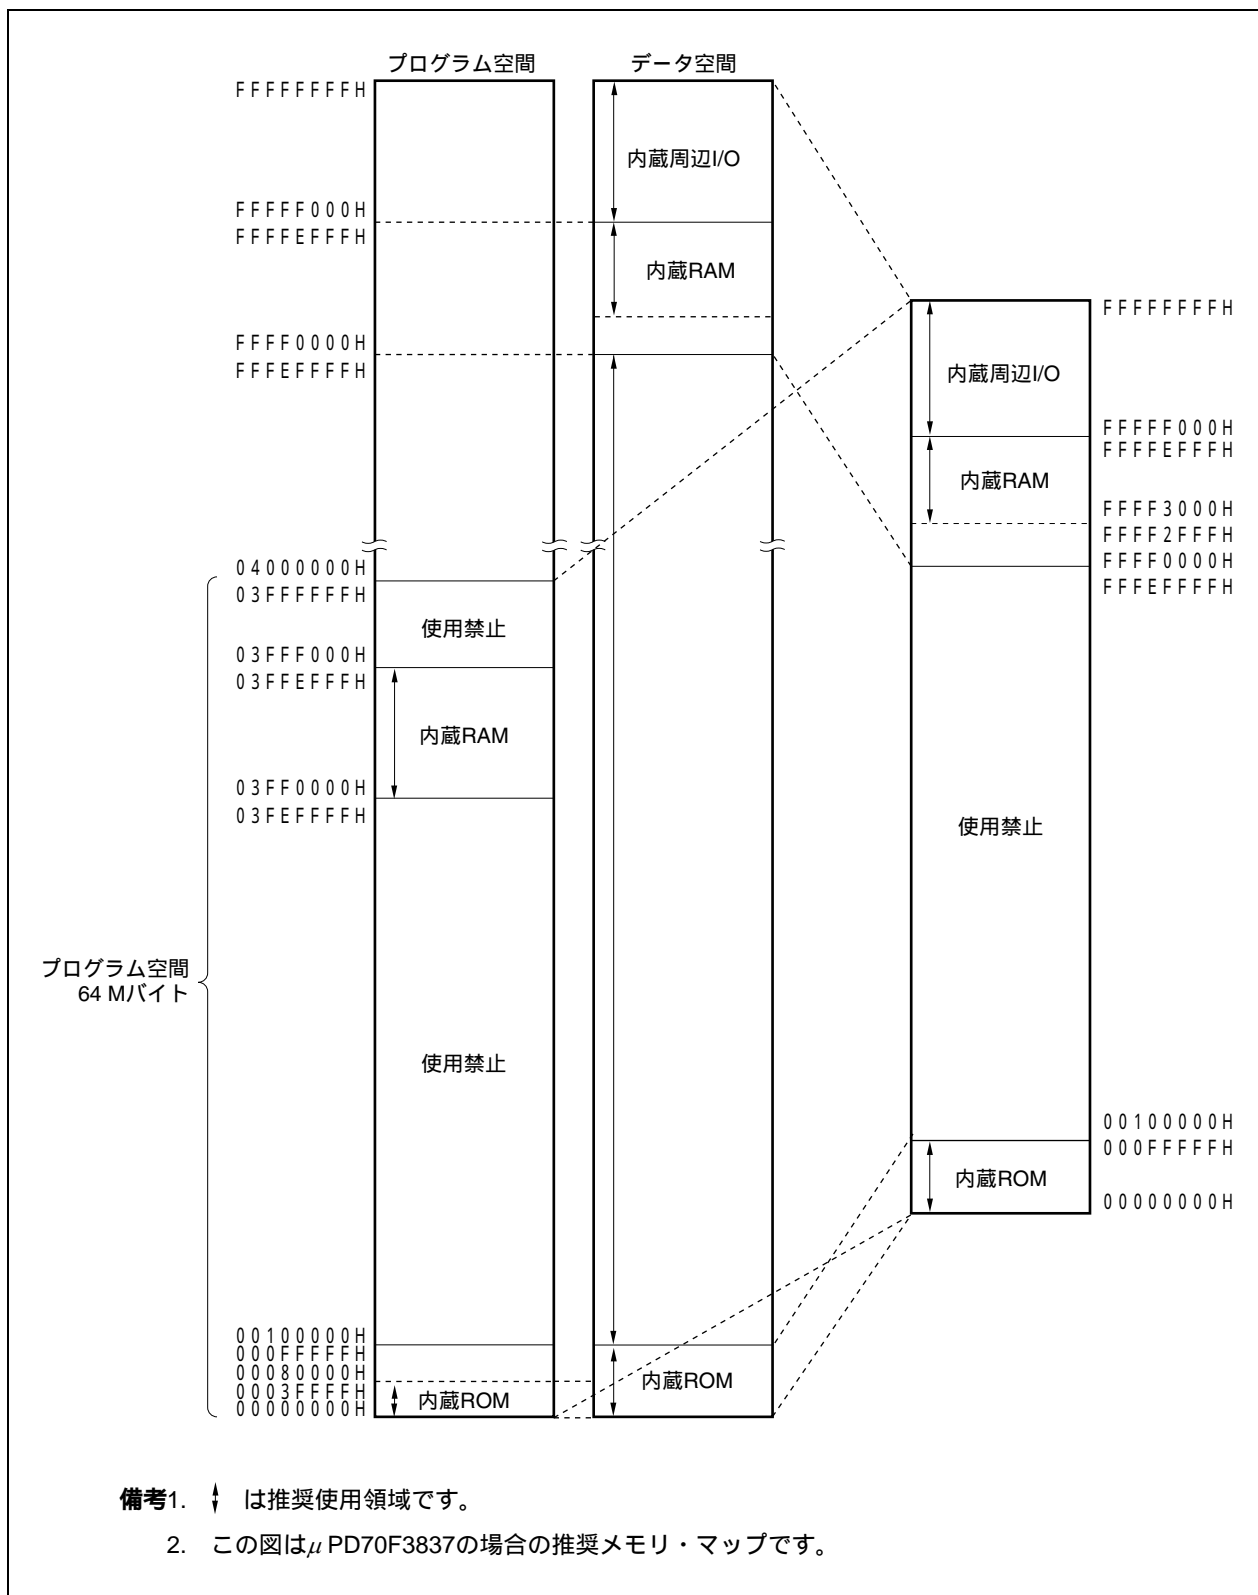 プログラム空間
データ空間
FFFFFFFFH
内蔵周辺I/O
FFFFF000H
FFFFEFFFH
内蔵RAM
FFFF0000H
FFFEFFFFH
04000000H
03FFFFFFH
使用禁止
03FFF000H
03FFEFFFH
内蔵RAM
03FF0000H
03FEFFFFH
プログラム空間
64 Mバイト
使用禁止
00100000H
000FFFFFH
00080000H
0003FFFFH
00000000H
内蔵ROM
内蔵ROM
FFFFFFFFH
内蔵周辺I/O
FFFFF000H
FFFFEFFFH
内蔵RAM
FFFF3000H
FFFF2FFFH
FFFF0000H
FFFEFFFFH
使用禁止
00100000H
000FFFFFH
内蔵ROM
00000000H
備考1. は推奨使用領域です。
2. この図はμPD70F3837の場合の推奨メモリ・マップです。